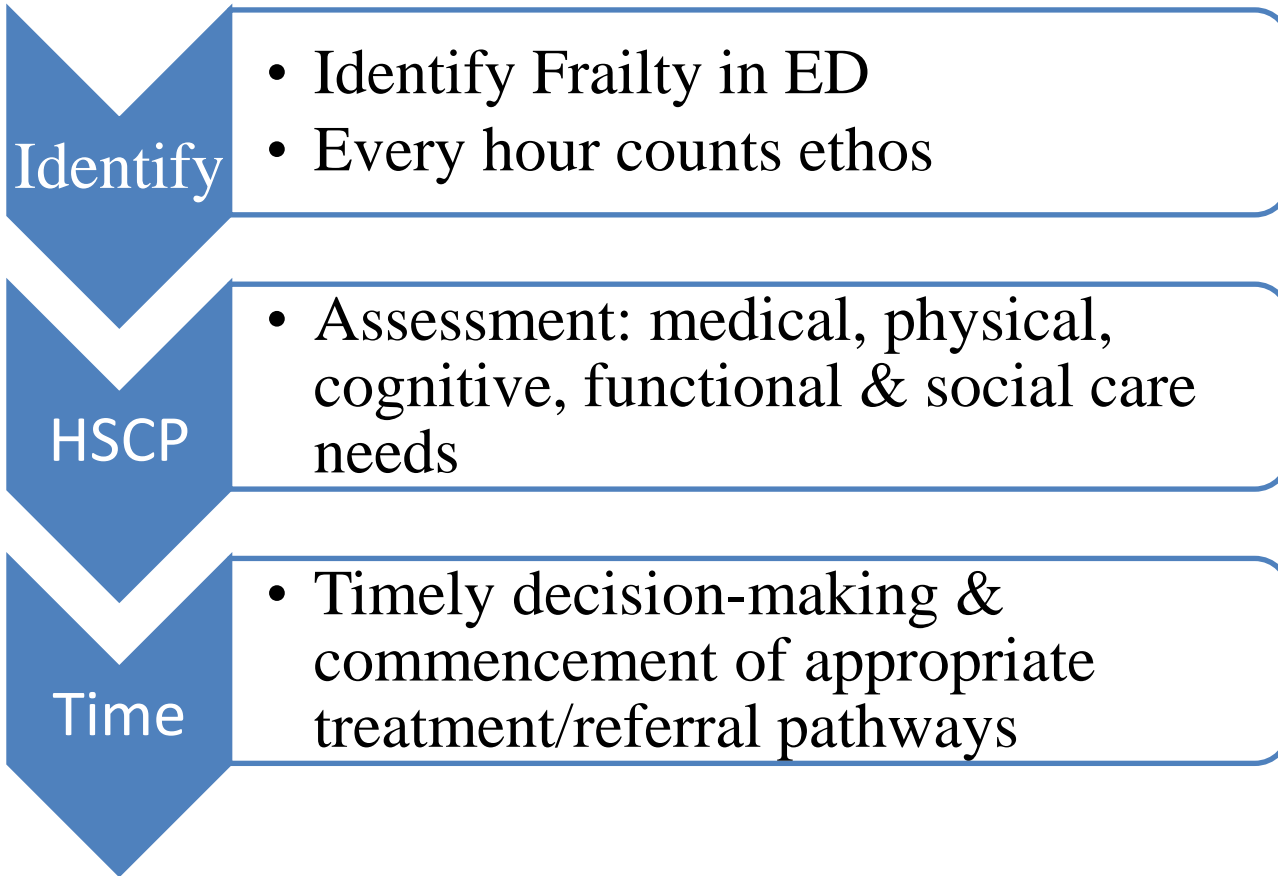 Identify
• Identify Frailty in ED
• Every hour counts ethos
HSCP
• Assessment: medical, physical,
cognitive, functional & social care
needs
Time
• Timely decision-making &
commencement of appropriate
treatment/referral pathways